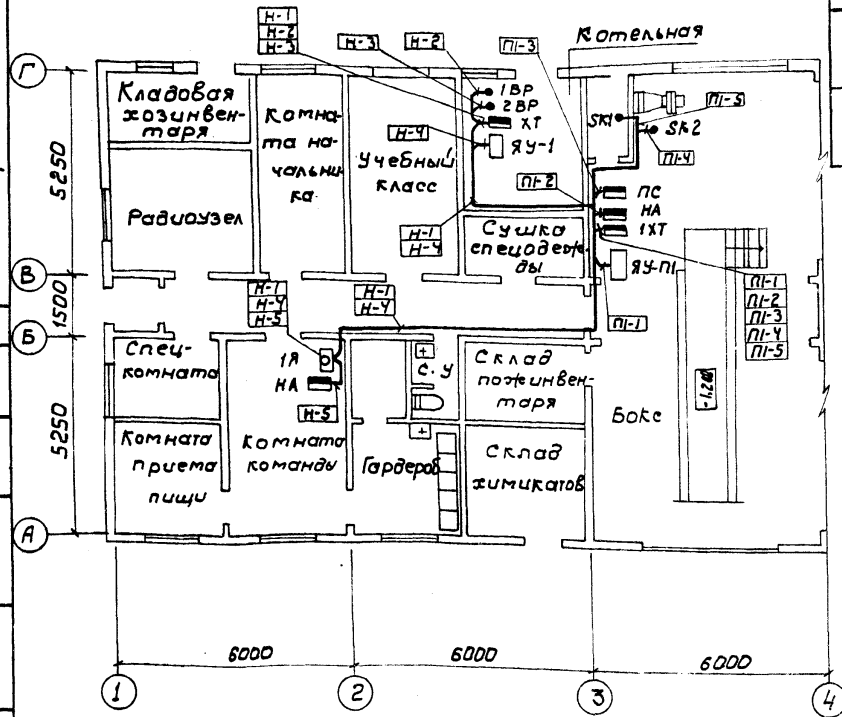 Н-1
Н-2
Н-3
Н-3
Н-2
П1-3
Котельная
Г
Кладовая
хозинвен-
таря
Комна-
та на-
чальни-
ка
Учебный
класс
1ВР
2ВР
ХТ
ЯУ-1
Н-4
SK1
П1-5
SK2
П1-4
5250
Радиоузел
Н-1
Н-4
П1-2
ПС
НА
1ХТ
ЯУ-П1
Сушка
спецодеж-
ды
В
1500
Н-1
Н-4
Н-5
Н-1
Н-4
П1-1
П1-1
П1-2
П1-3
П1-4
П1-5
Б
Спец-
комната
1Я
НА
Н-5
С.У
Склад
пожинвен-
таря
Бокс
-1.200
5250
Комната
приема
пищи
Комната
команды
Гардероб
Склад
химикатов
А
6000
6000
6000
1
2
3
4